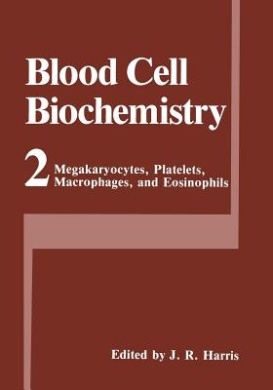 Blood Cell
Biochemistry
2 Megakaryocytes, Platelets,
Macrophages, and Eosinophils
Edited by J. R. Harris